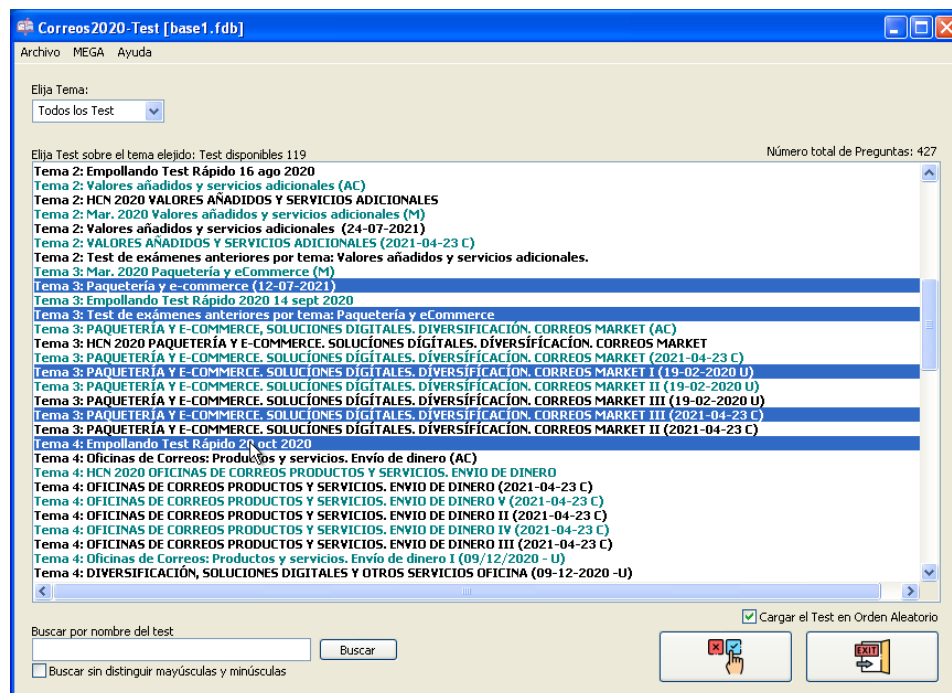 Correos2020-Test [base1.fdb]
Archivo MEGA Ayuda
Elija Tema:
Todos los Test
Elija Test sobre el tema elejido: Test disponibles 119
Número total de Preguntas: 427
Tema 2: Empollando Test Rápido 16 ago 2020
Tema 2: Valores añadidos y servicios adicionales (AC)
Tema 2: HCN 2020 VALORES AÑADIDOS Y SERVICIOS ADICIONALES
Tema 2: Mar. 2020 Valores añadidos y servicios adicionales (M)
Tema 2: Valores añadidos y servicios adicionales (24-07-2021)
Tema 2: VALORES AÑADIDOS Y SERVICIOS ADICIONALES (2021-04-23 C)
Tema 2: Test de exámenes anteriores por tema: Valores añadidos y servicios adicionales.
Tema 3: Mar. 2020 Paquetería y eCommerce (M)
Tema 3: Paquetería y e-commerce (12-07-2021)
Tema 3: Empollando Test Rápido 2020 14 sept 2020
Tema 3: Test de exámenes anteriores por tema: Paquetería y eCommerce
Tema 3: PAQUETERÍA Y E-COMMERCE, SOLUCIONES DIGITALES. DIVERSIFICACIÓN. CORREOS MARKET (AC)
Tema 3: HCN 2020 PAQUETERÍA Y E-COMMERCE. SOLUCÍONES DÍGÍTALES. DÍVERSÍFÍCACÍON. CORREOS MARKET
Tema 3: PAQUETERÍA Y E-COMMERCE. SOLUCÍONES DÍGÍTALES. DÍVERSÍFÍCACÍON. CORREOS MARKET (2021-04-23 C)
Tema 3: PAQUETERÍA Y E-COMMERCE. SOLUCÍONES DÍGÍTALES. DÍVERSÍFÍCACÍON. CORREOS MARKET I (19-02-2020 U)
Tema 3: PAQUETERÍA Y E-COMMERCE. SOLUCÍONES DÍGÍTALES. DÍVERSÍFÍCACÍON. CORREOS MARKET II (19-02-2020 U)
Tema 3: PAQUETERÍA Y E-COMMERCE. SOLUCÍONES DÍGÍTALES. DÍVERSÍFÍCACÍON. CORREOS MARKET III (19-02-2020 U)
Tema 3: PAQUETERÍA Y E-COMMERCE. SOLUCÍONES DÍGÍTALES. DÍVERSÍFÍCACÍON. CORREOS MARKET III (2021-04-23 C)
Tema 3: PAQUETERÍA Y E-COMMERCE. SOLUCÍONES DÍGÍTALES. DÍVERSÍFÍCACÍON. CORREOS MARKET II (2021-04-23 C)
Tema 4: Empollando Test Rápido 20 oct 2020
Tema 4: Oficinas de Correos: Productos y servicios. Envío de dinero (AC)
Tema 4: HCN 2020 OFICINAS DE CORREOS PRODUCTOS Y SERVICIOS. ENVIO DE DINERO
Tema 4: OFICINAS DE CORREOS PRODUCTOS Y SERVICIOS. ENVIO DE DINERO (2021-04-23 C)
Tema 4: OFICINAS DE CORREOS PRODUCTOS Y SERVICIOS. ENVIO DE DINERO V (2021-04-23 C)
Tema 4: OFICINAS DE CORREOS PRODUCTOS Y SERVICIOS. ENVIO DE DINERO II (2021-04-23 C)
Tema 4: OFICINAS DE CORREOS PRODUCTOS Y SERVICIOS. ENVIO DE DINERO IV (2021-04-23 C)
Tema 4: OFICINAS DE CORREOS PRODUCTOS Y SERVICIOS. ENVIO DE DINERO III (2021-04-23 C)
Tema 4: Oficinas de Correos: Productos y servicios. Envío de dinero I (09/12/2020 - U)
Tema 4: DIVERSIFICACIÓN, SOLUCIONES DIGITALES Y OTROS SERVICIOS OFICINA (09-12-2020 -U)
Cargar el Test en Orden Aleatorio
Buscar por nombre del test
Buscar
Buscar sin distinguir mayúsculas y minúsculas
EXIT